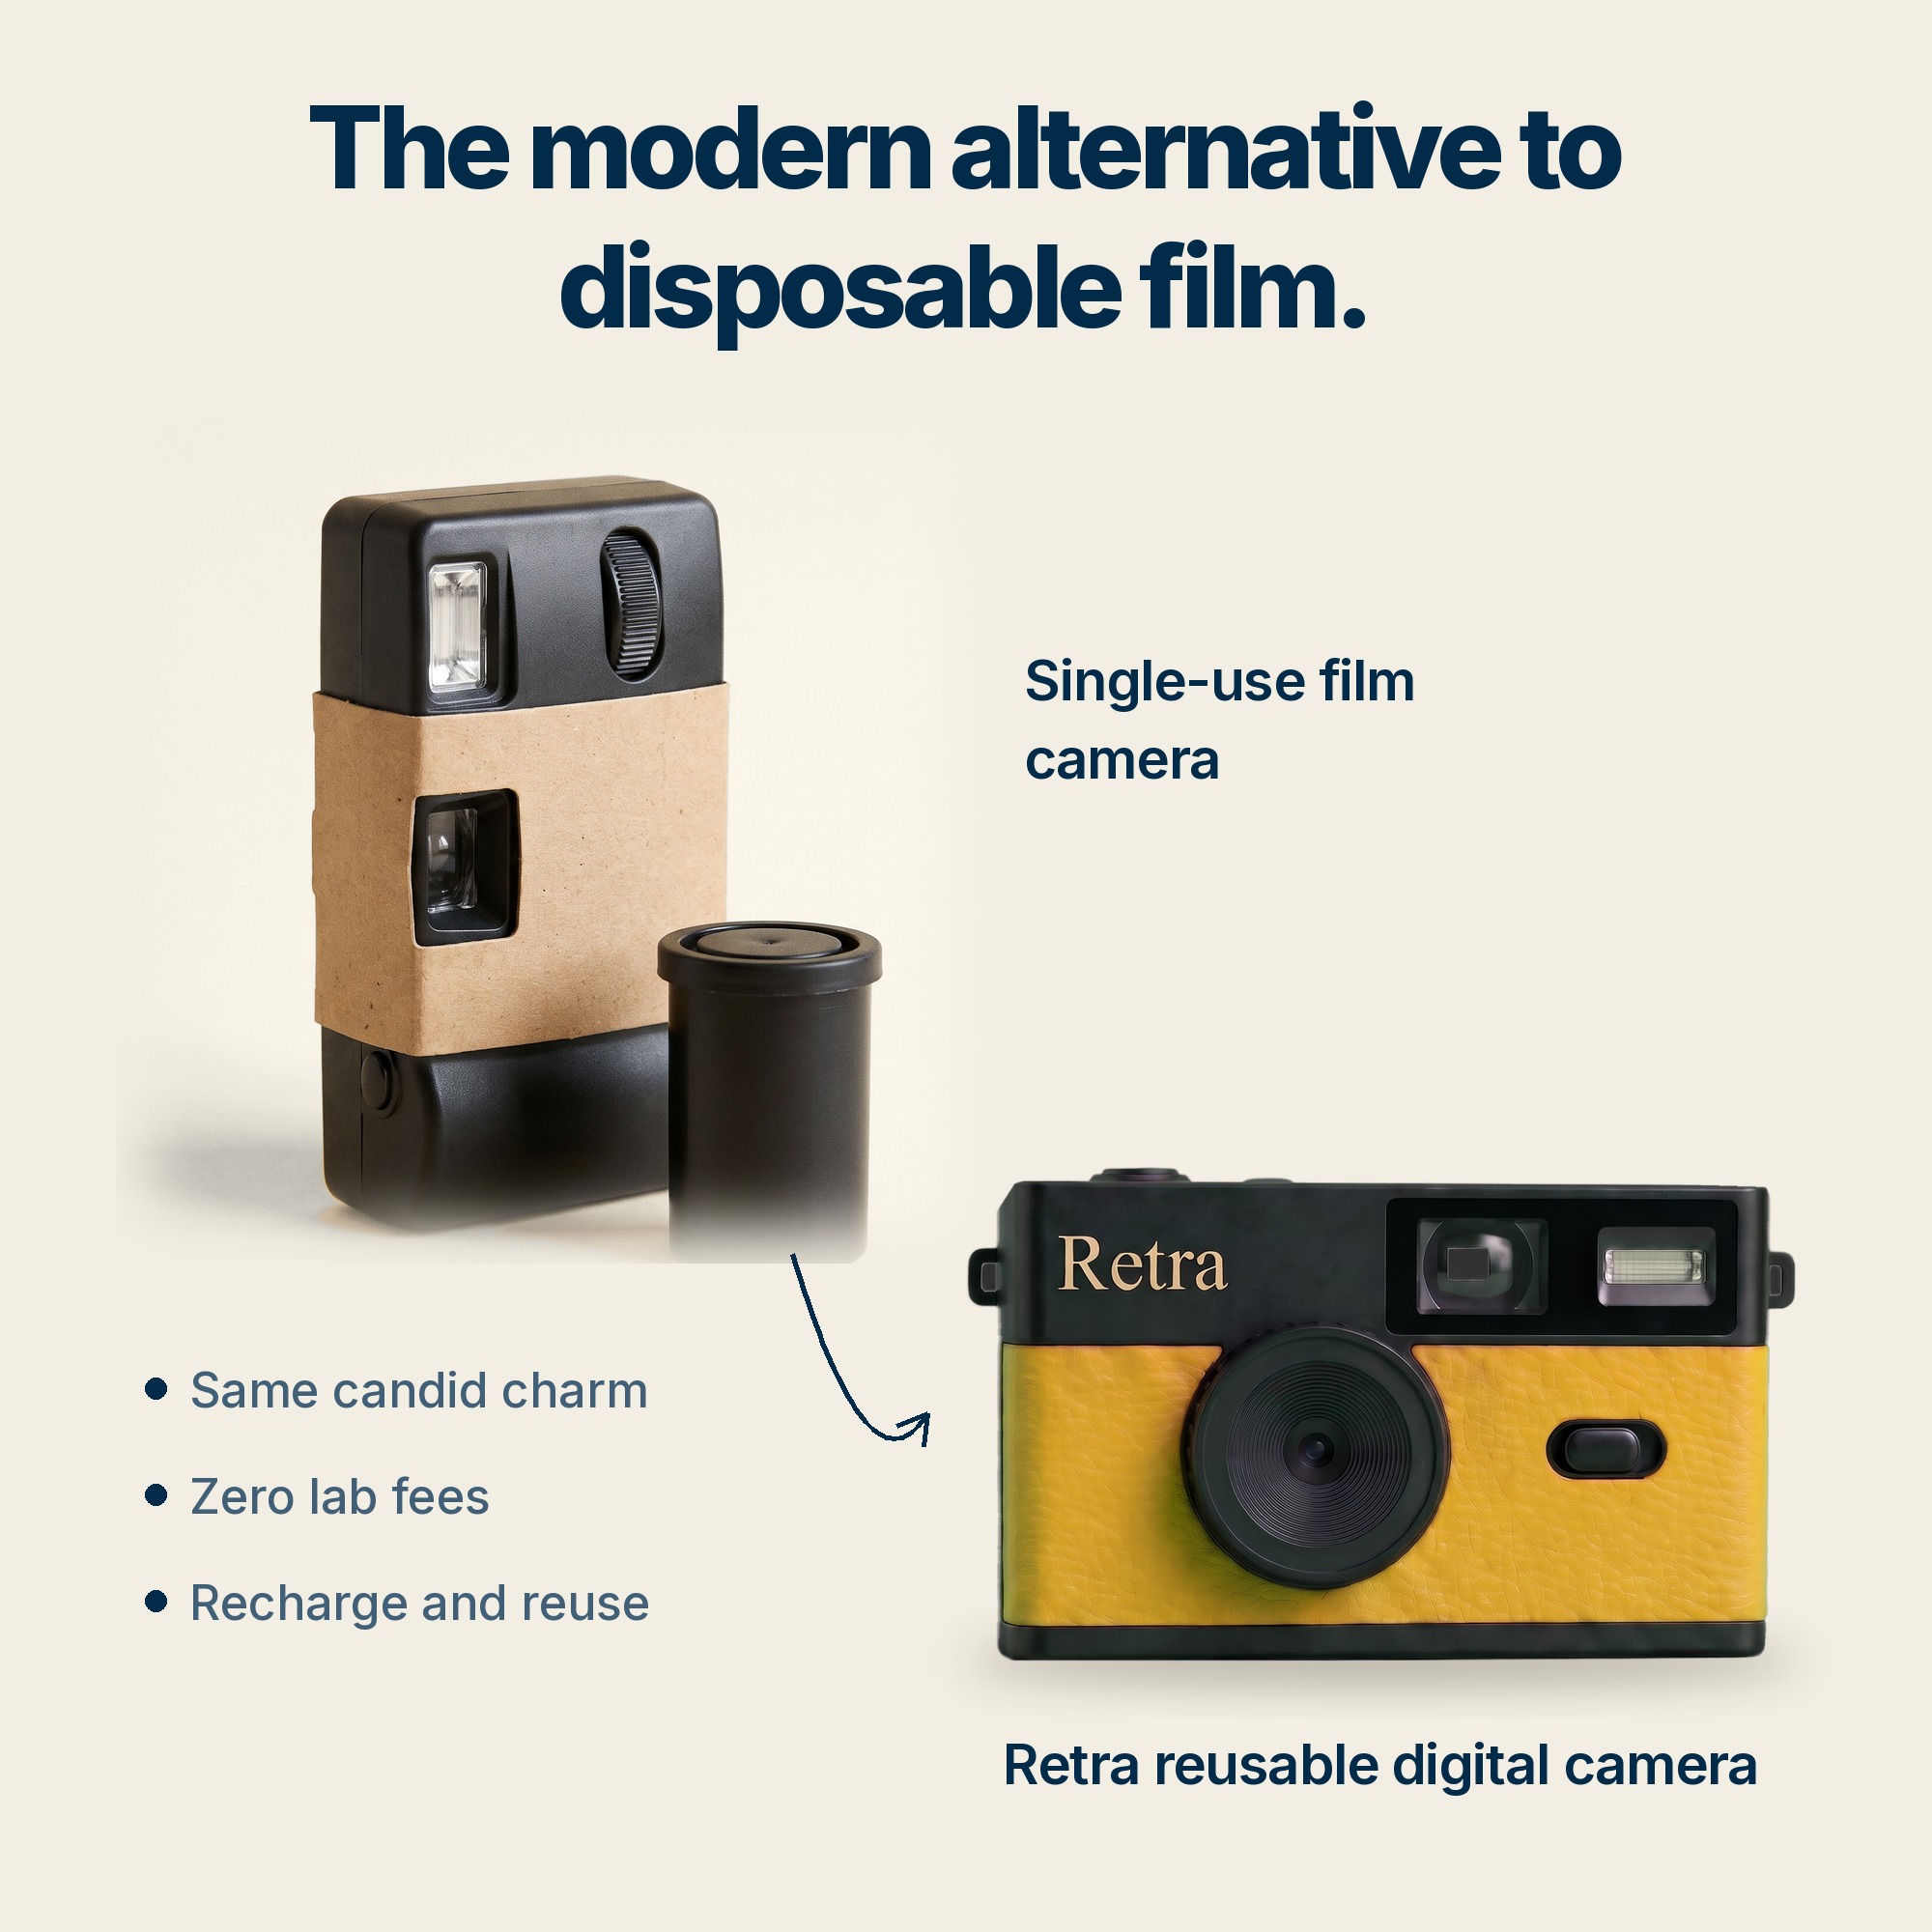 The modern alternative to
disposable film.
Single-use film
camera
Retra
Same candid charm
Zero lab fees
Recharge and reuse
Retra reusable digital camera